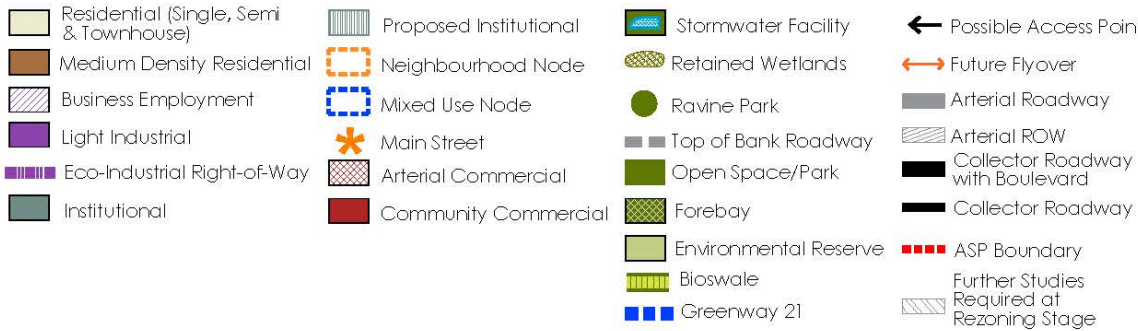 Residential (Single, Semi
& Townhouse)
Medium Density Residential
Business Employment
Light Industrial
Eco-Industrial Right-of-Way
Institutional
Proposed Institutional
Neighbourhood Node
Mixed Use Node
Main Street
Arterial Commercial
Community Commercial
Stormwater Facility
Retained Wetlands
Ravine Park
Top of Bank Roadway
Open Space/Park
Forebay
Environmental Reserve
Bioswale
Greenway 21
Possible Access Poin
Future Flyover
Arterial Roadway
Arterial ROW
Collector Roadway
with Boulevard
Collector Roadway
ASP Boundary
Further Studies
Required at
Rezoning Stage